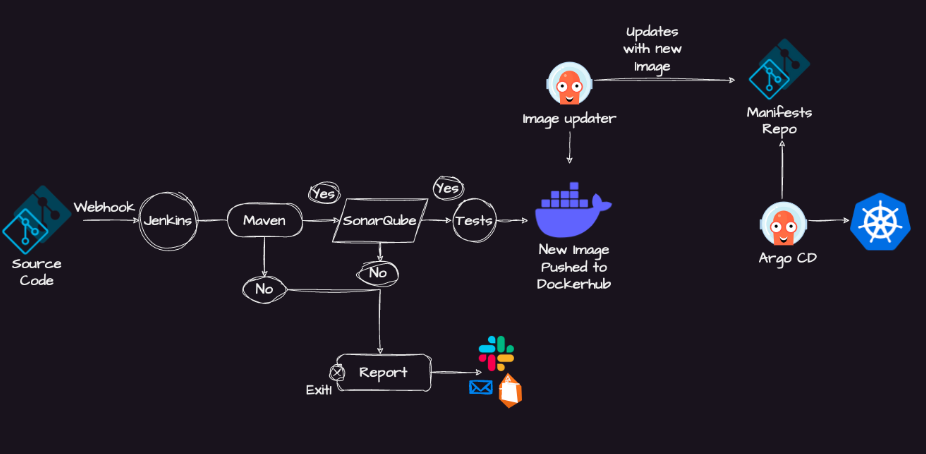 Updates
with new
Image
Image updater
Manifests
Repo
Webhook
Yes
Yes
Jenkins
Maven
SonarQube
Tests
Source
Code
New Image
Pushed to
Dockerhub
Argo CD
No
No
Report
Exit!